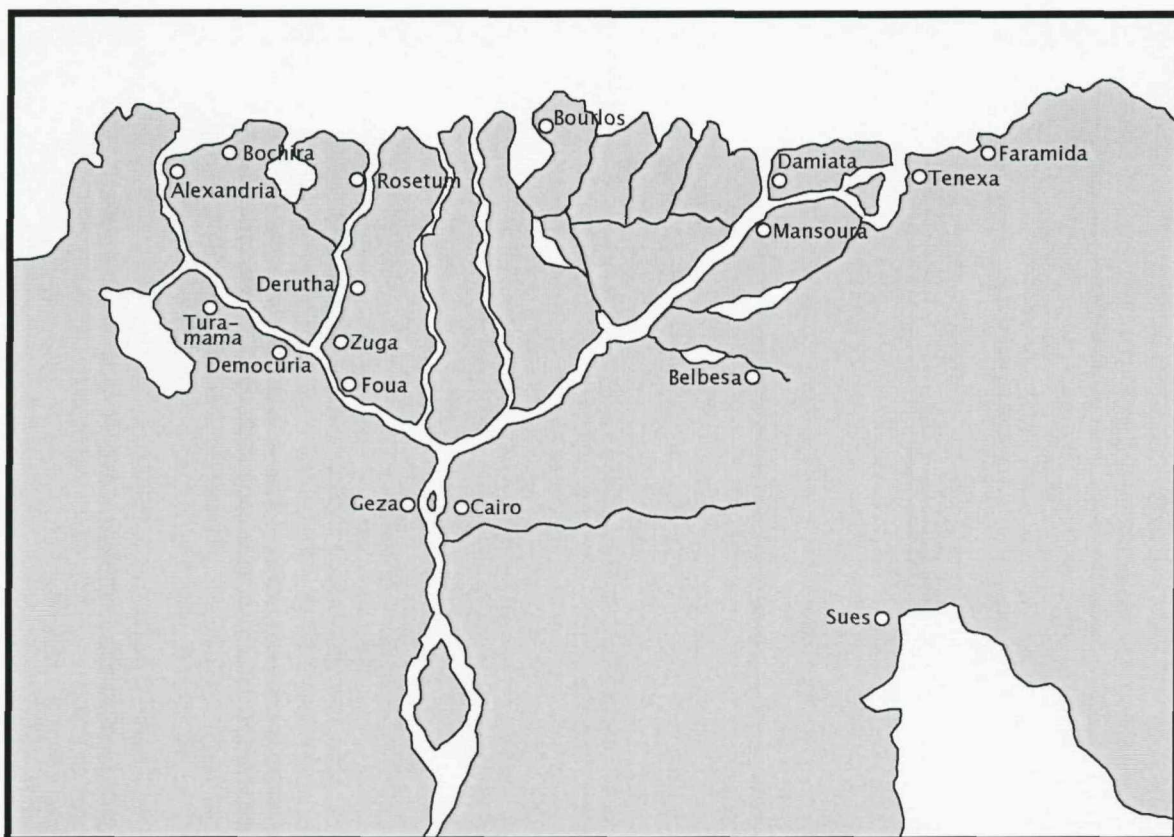 Bourlos
Bochira
Faramida
Damiata
Alexandria
Rosetum
Tenexa
Mansoura
Derutha
Tura-
mama
Zuga
Democuria
Belbesa
Foua
Geza
Cairo
Sues